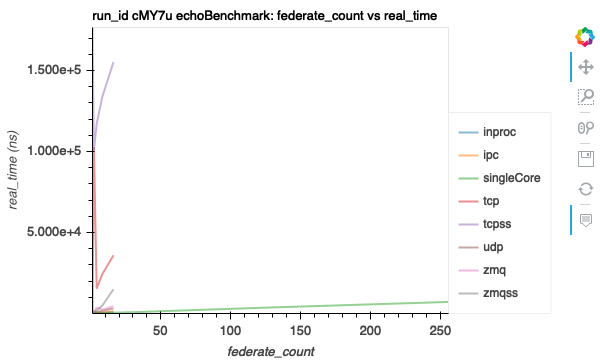 run_id cMY7u echoBenchmark: federate_count vs real_time
1.500e+5
1.000e+5
5.000e+4
real_time (ns)
50
100
150
200
250
federate_count
inproc
ipc
singleCore
tcp
tcpss
udp
zmq
zmqss